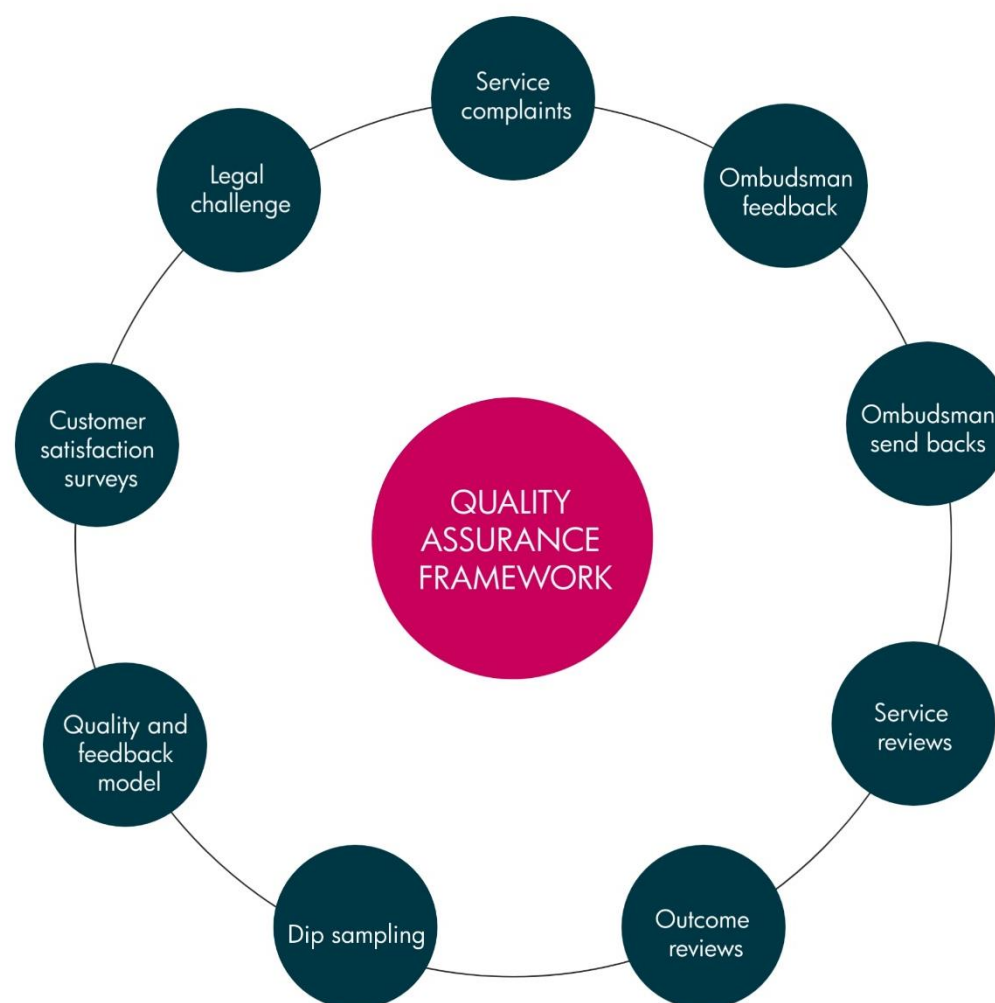 Service
complaints
Ombudsman
feedback
Ombudsman
send backs
Service
reviews
Outcome
reviews
Dip sampling
Quality and
feedback
model
Customer
satisfaction
surveys
Legal
challenge
QUALITY
ASSURANCE
FRAMEWORK